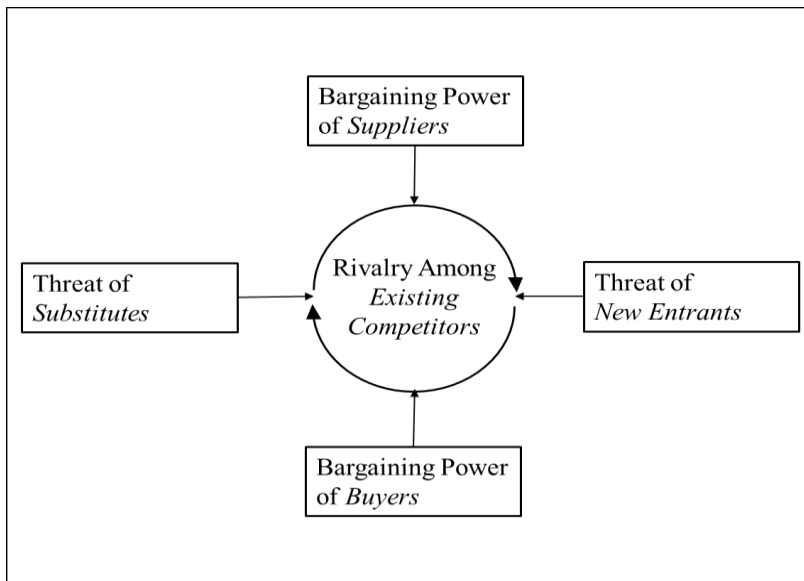 Bargaining Power
of Suppliers
Threat of
Substitutes
Rivalry Among
Existing
Competitors
Threat of
New Entrants
Bargaining Power
of Buyers